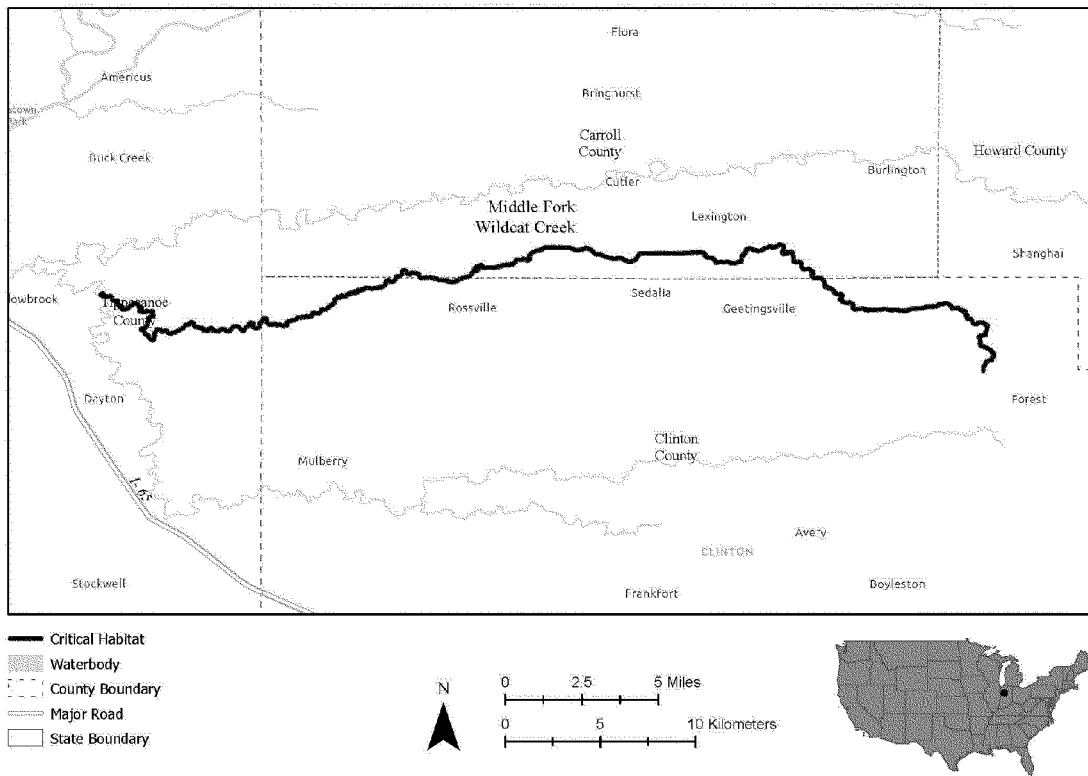 Flora
Americus
Bringhurst
Buck Creek
Carroll
County
Howard County
Cutler
Burlington
Middle Fork
Wildcat Creek
Lexington
Shanghai
Tippecanoe
County
Rossville
Sedalia
Geetingsville
Dayton
Forest
Clinton
County
Mulberry
I-65
Avery
CLINTON
Stockwell
Frankfort
Boyleston
Critical Habitat
Waterbody
County Boundary
Major Road
State Boundary
N
0 2.5 5 Miles
0 5 10 Kilometers